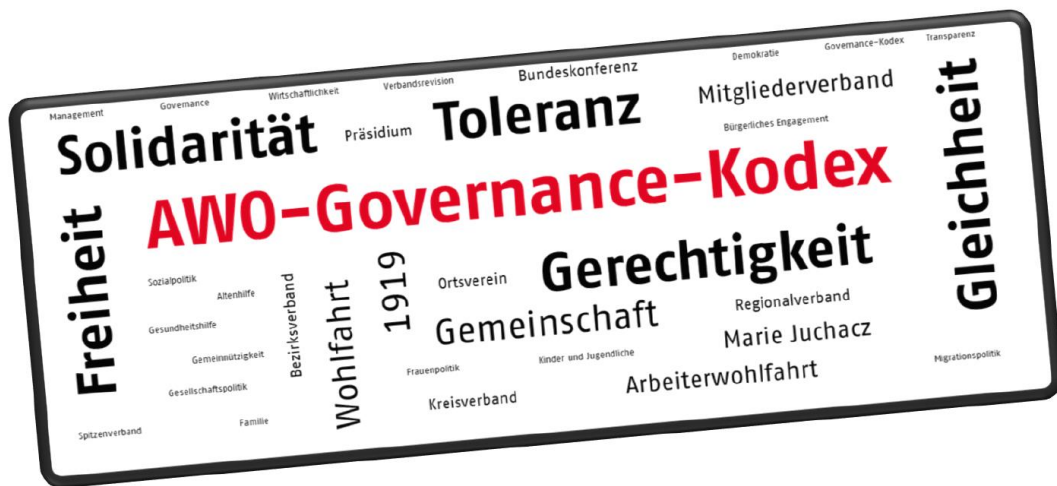 Management
Governance
Wirtschaftlichkeit
Verbandsrevision
Bundeskonferenz
Demokratie
Governance-Kodex
Transparenz
Solidarität
Präsidium
Toleranz
Mitgliederverband
Bürgerliches Engagement
AWO-Governance-Kodex
Freiheit
Gleichheit
Sozialpolitik
Altenhilfe
Gesundheitshilfe
Gemeinnützigkeit
Gesellschaftspolitik
Spitzenverband
Familie
Bezirksverband
Wohlfahrt
1919
Ortsverein
Gerechtigkeit
Gemeinschaft
Regionalverband
Marie Juchacz
Frauenpolitik
Kinder und Jugendliche
Kreisverband
Arbeiterwohlfahrt
Migrationspolitik